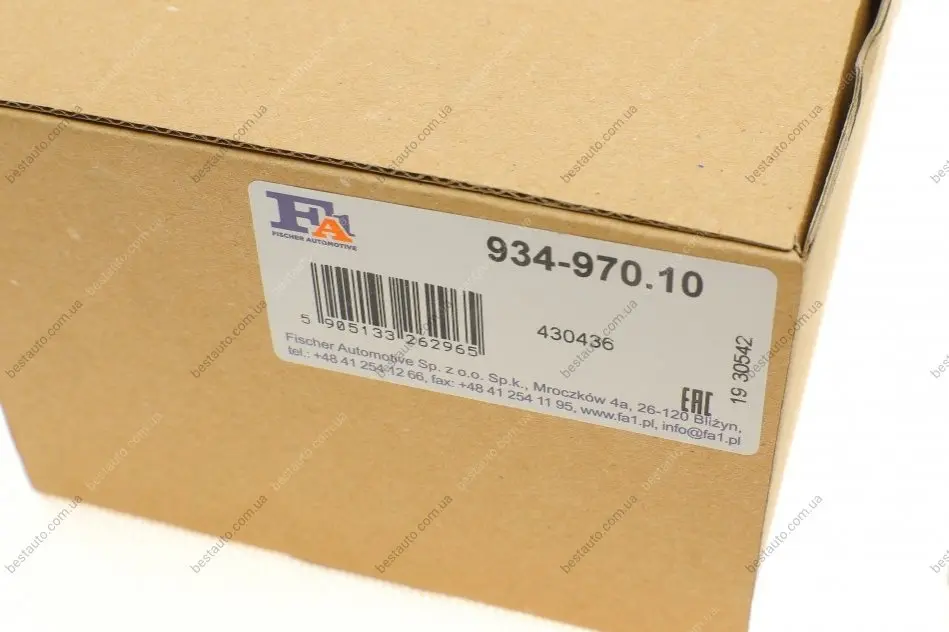 FA1
FISCHER AUTOMOTIVE
934-970.10
5 905133 262965
430436
Fischer Automotive Sp. z o.o. Sp.k., Mroczków 4a, 26-120 Bliżyn,
tel.: +48 41 254 12 66, fax: +48 41 254 11 95, www.fa1.pl, info@fa1.pl
EAC
19 30542
bestauto.com.ua